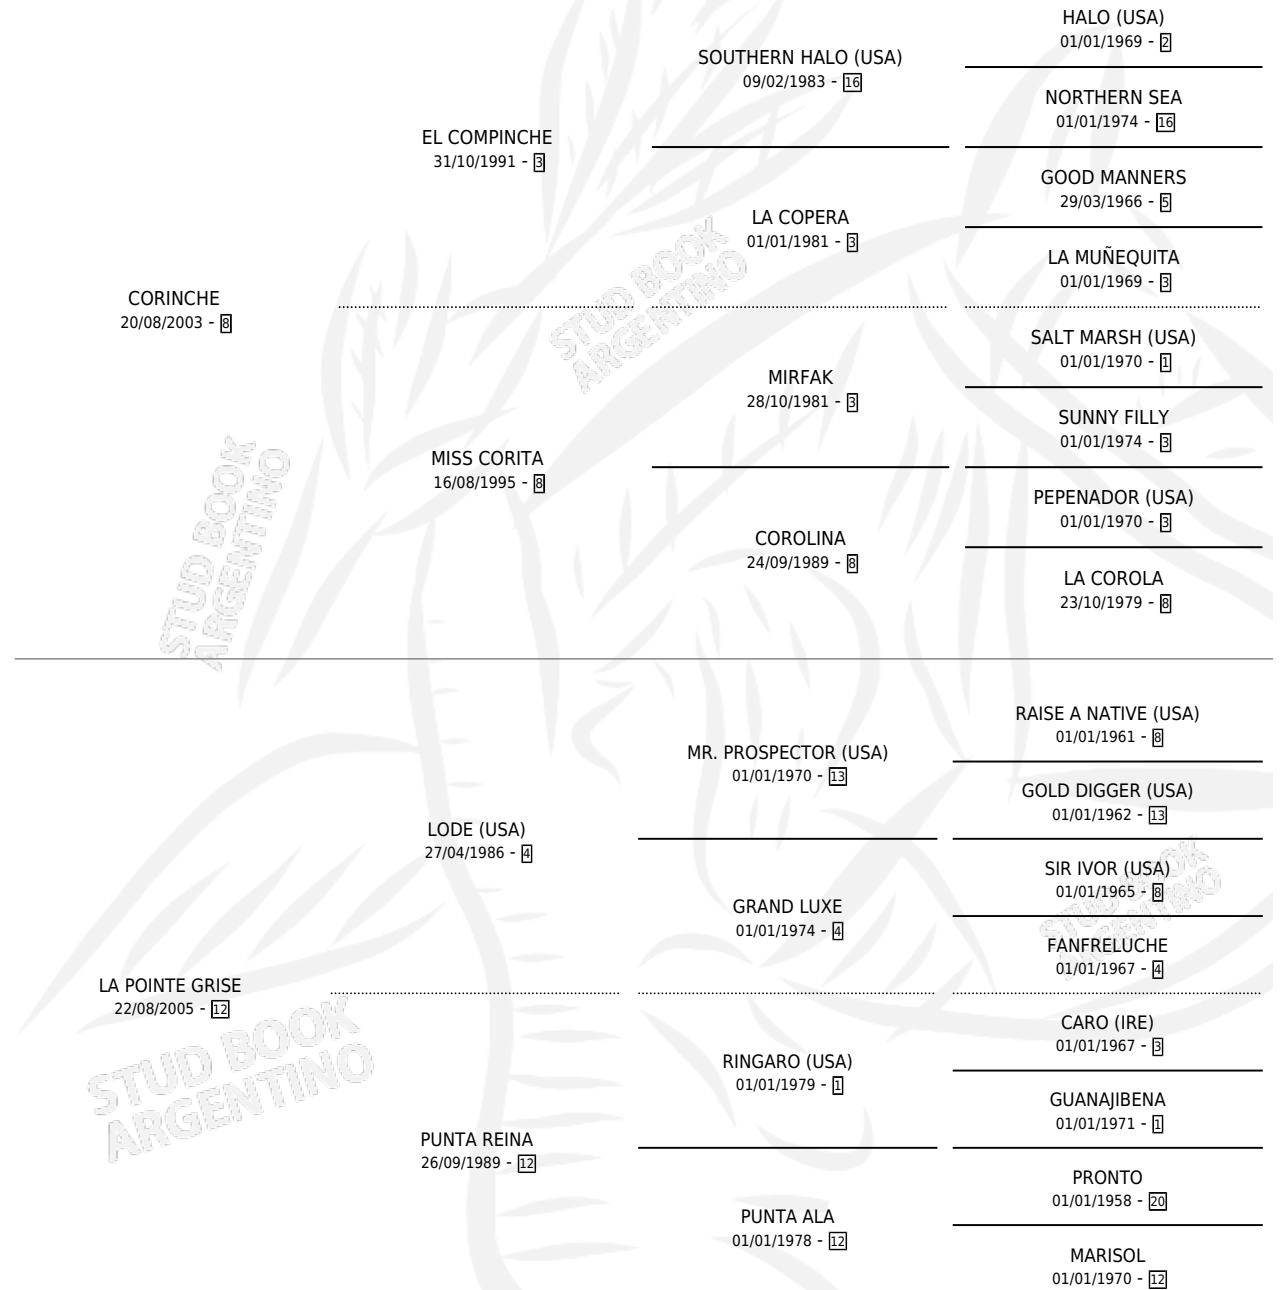 HALO (USA)
01/01/1969 - 2
SOUTHERN HALO (USA)
09/02/1983 - 16
NORTHERN SEA
01/01/1974 - 16
EL COMPINCHE
31/10/1991 - 3
GOOD MANNERS
29/03/1966 - 5
LA COPERA
01/01/1981 - 3
LA MUÑEQUITA
01/01/1969 - 3
CORINCHE
20/08/2003 - 8
STUD BOOK
ARGENTINO
SALT MARSH (USA)
01/01/1970 - 1
MIRFAK
28/10/1981 - 3
SUNNY FILLY
01/01/1974 - 3
MISS CORITA
16/08/1995 - 8
PEPENADOR (USA)
01/01/1970 - 3
COROLINA
24/09/1989 - 8
LA COROLA
23/10/1979 - 8
STUD BOOK
ARGENTINO
RAISE A NATIVE (USA)
01/01/1961 - 8
MR. PROSPECTOR (USA)
01/01/1970 - 13
GOLD DIGGER (USA)
01/01/1962 - 13
LODE (USA)
27/04/1986 - 4
SIR IVOR (USA)
01/01/1965 - 8
GRAND LUXE
01/01/1974 - 4
STUD BOOK
ARGENTINO
FANFRELUCHE
01/01/1967 - 4
LA POINTE GRISE
22/08/2005 - 12
CARO (IRE)
01/01/1967 - 3
RINGARO (USA)
01/01/1979 - 1
STUD BOOK
ARGENTINO
GUANAJIBENA
01/01/1971 - 1
PUNTA REINA
26/09/1989 - 12
PRONTO
01/01/1958 - 20
PUNTA ALA
01/01/1978 - 12
MARISOL
01/01/1970 - 12